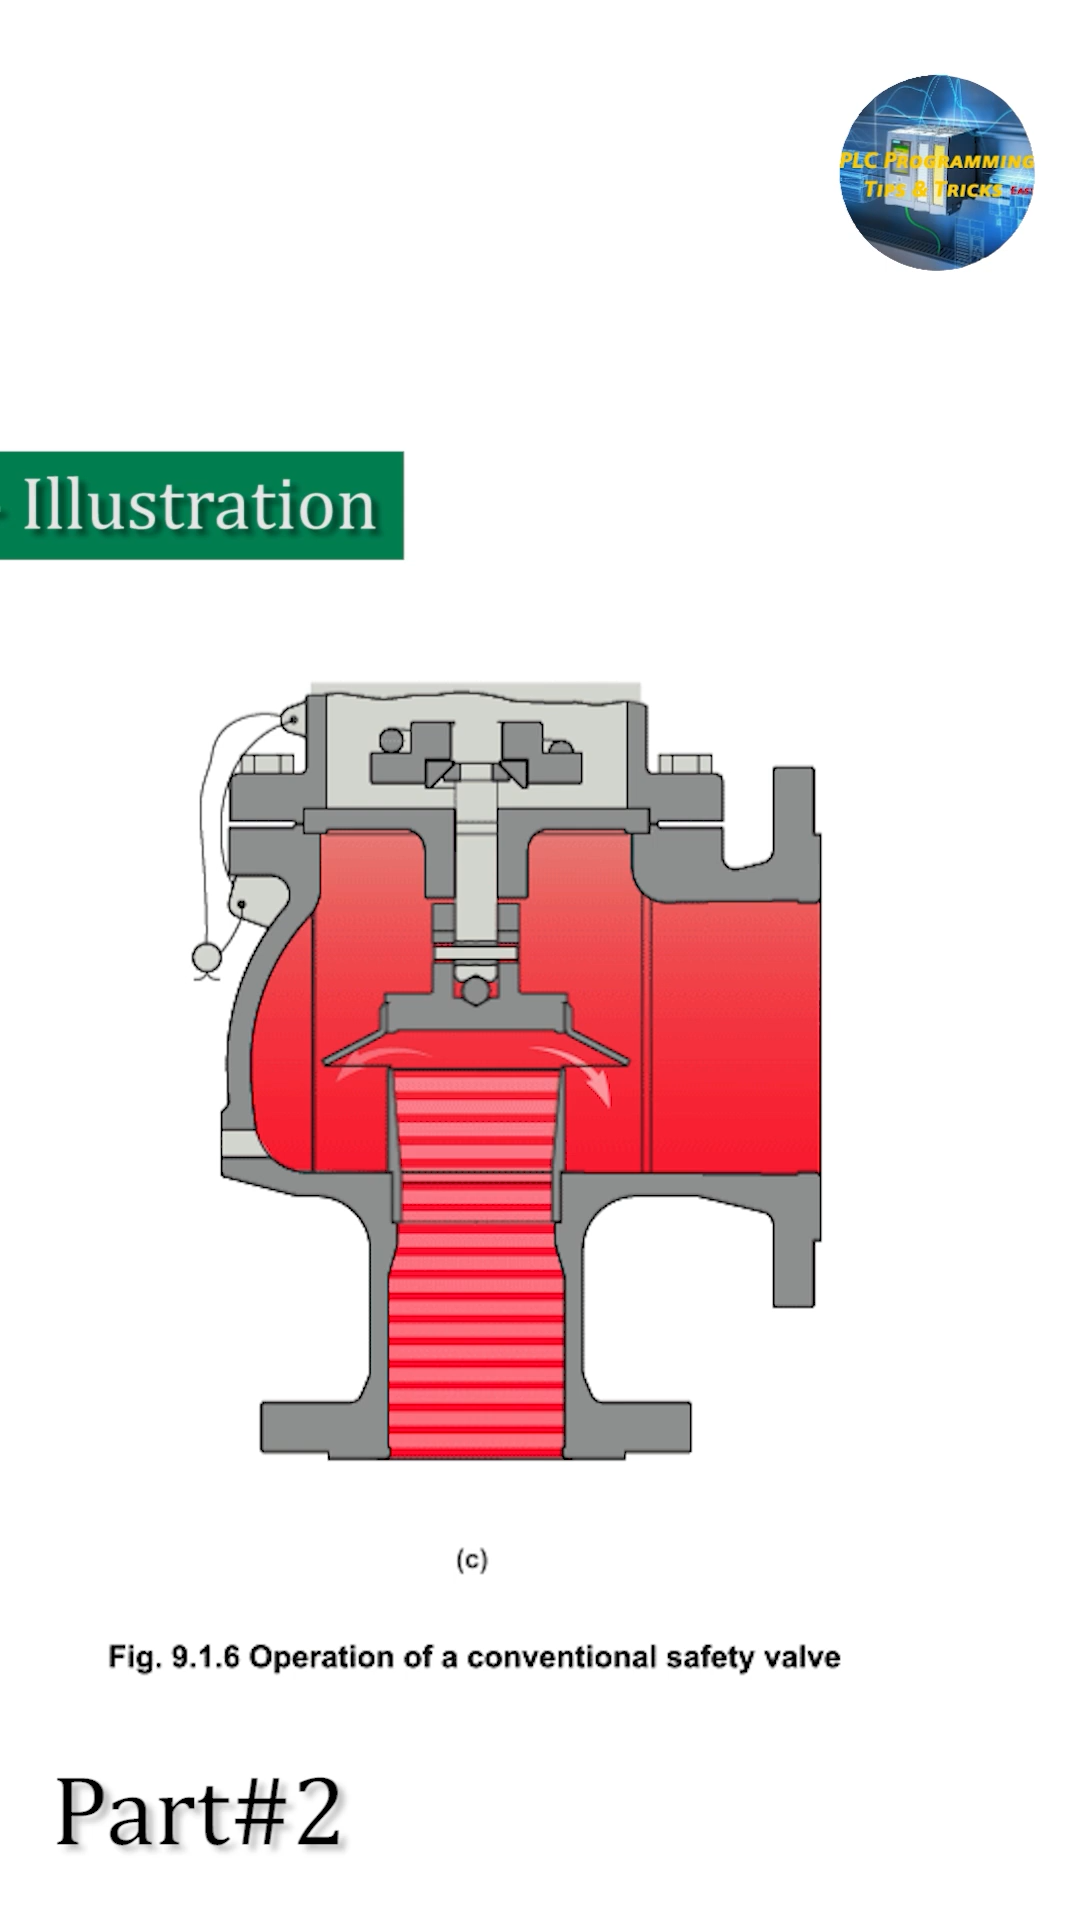 PLC PROGRAMMING
TIPS & TRICKS
- Illustration
(c)
Fig. 9.1.6 Operation of a conventional safety valve
Part#2